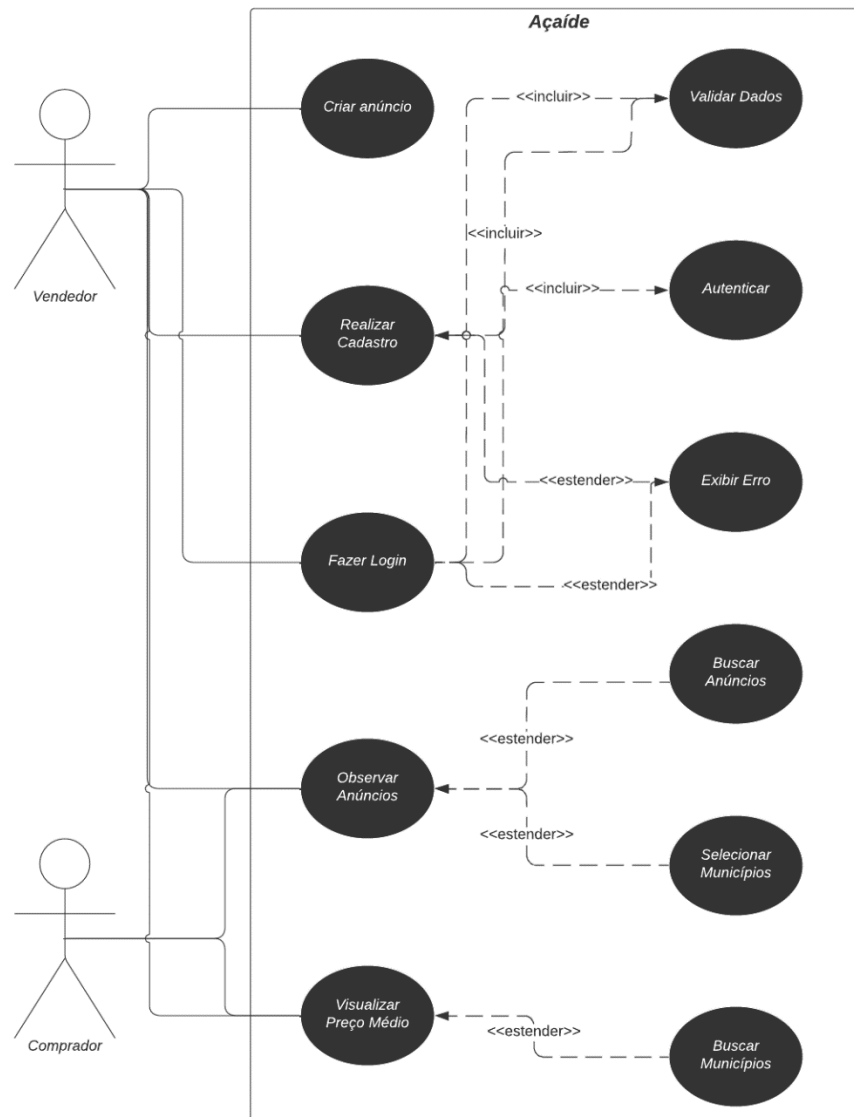 Açaíde
Criar anúncio
<<incluir>>
Validar Dados
Vendedor
<<incluir>>
Realizar
Cadastro
<<incluir>>
Autenticar
<<estender>>
Exibir Erro
Fazer Login
<<estender>>
Buscar
Anúncios
<<estender>>
Observar
Anúncios
<<estender>>
Selecionar
Municípios
Comprador
Visualizar
Preço Médio
<<estender>>
Buscar
Municípios